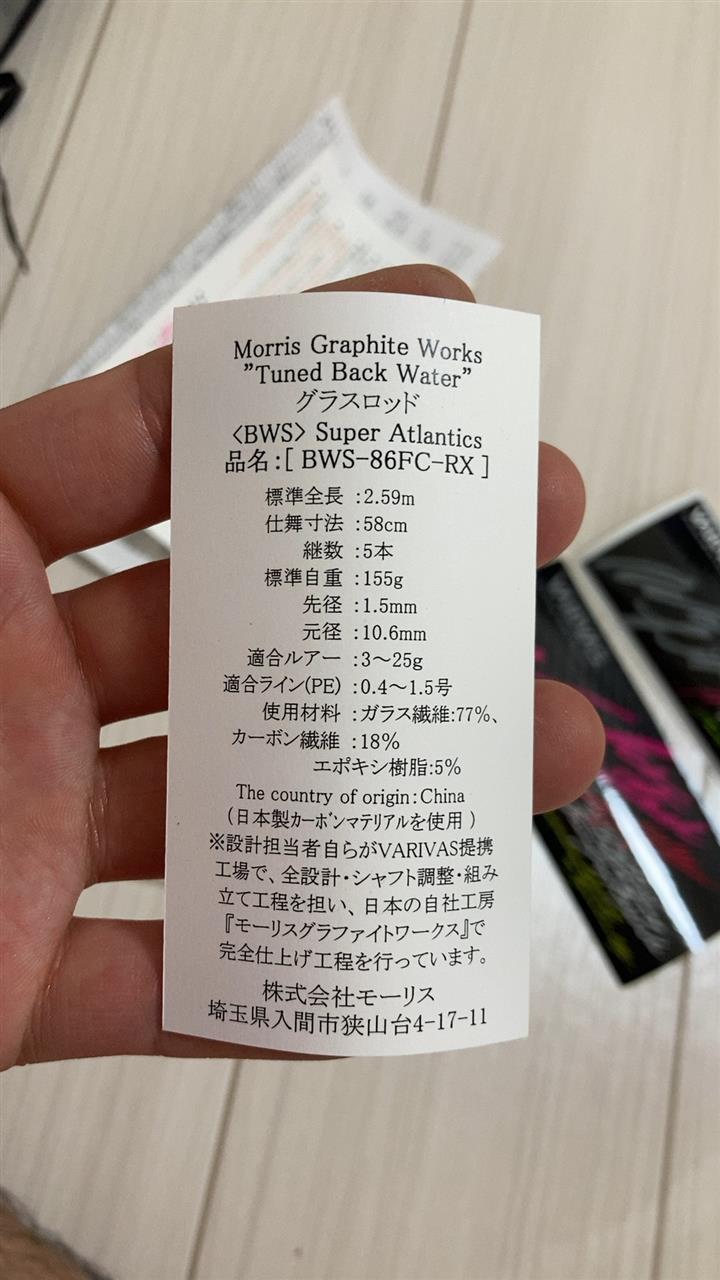 Morris Graphite Works
”Tuned Back Water”
グラスロッド
〈BWS〉 Super Atlantics
品名:[ BWS-86FC-RX ]
標準全長 :2.59m
仕舞寸法 :58cm
継数 :5本
標準自重 :155g
先径 :1.5mm
元径 :10.6mm
適合ルアー :3〜25g
適合ライン(PE) :0.4〜1.5号
使用材料 :ガラス繊維:77%、
カーボン繊維 :18%
エポキシ樹脂:5%
The country of origin:China
(日本製カーボンマテリアルを使用)
※設計担当者自らがVARIVAS提携
工場で、全設計・シャフト調整・組み
立て工程を担い、日本の自社工房
『モーリスグラファイトワークス』で
完全仕上げ工程を行っています。
株式会社モーリス
埼玉県入間市狭山台4-17-11